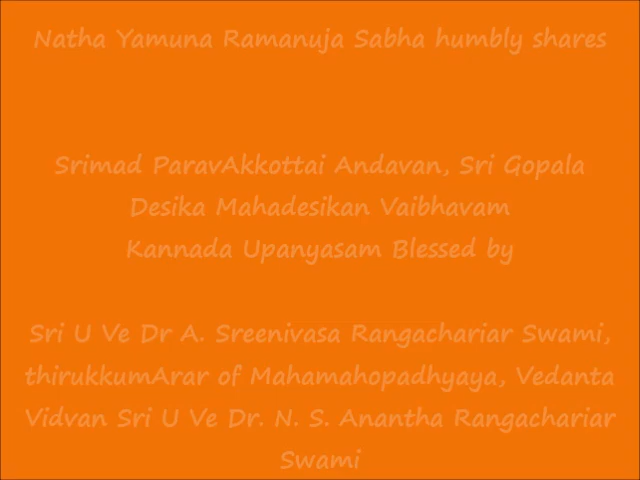 Natha Yamuna Ramanuja Sabha humbly shares
Srimad ParavAkkottai Andavan, Sri Gopala
Desika Mahadesikan Vaibhavam
Kannada Upanyasam Blessed by
Sri U Ve Dr A. Sreenivasa Rangachariar Swami,
thirukkumArar of Mahamahopadhyaya, Vedanta
Vidvan Sri U Ve Dr. N. S. Anantha Rangachariar
Swami